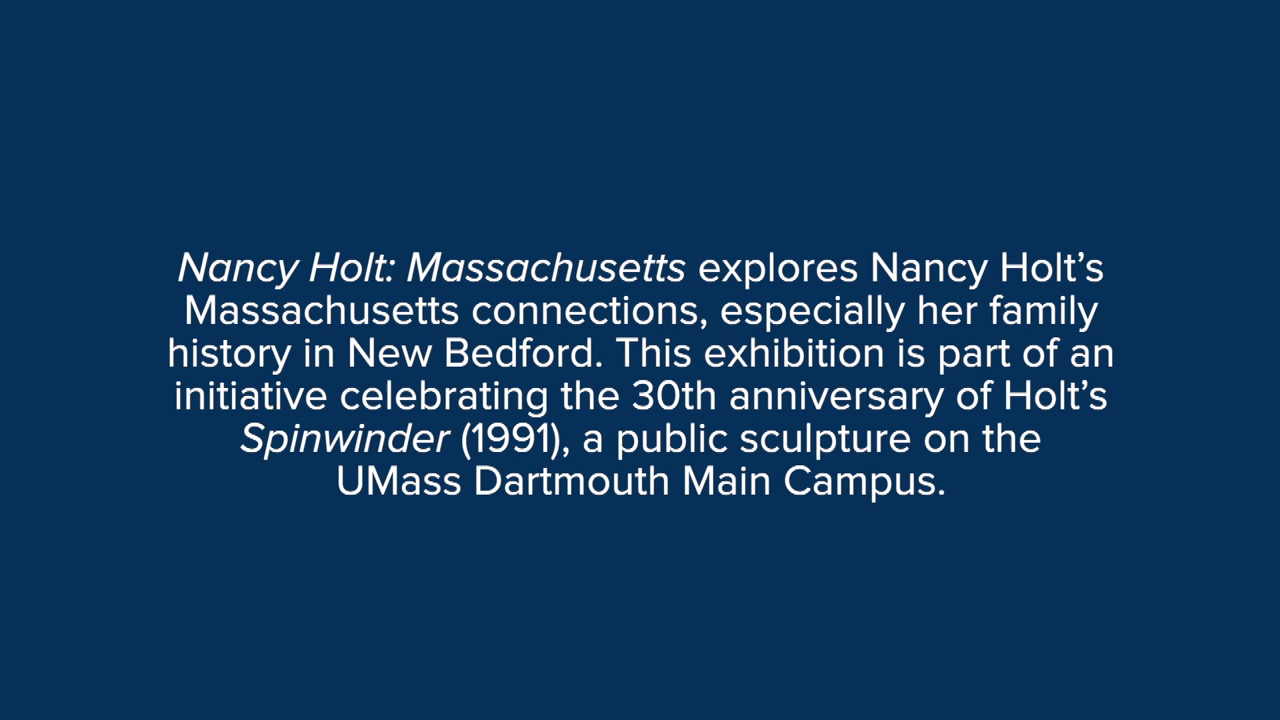 Nancy Holt: Massachusetts explores Nancy Holt’s
Massachusetts connections, especially her family
history in New Bedford. This exhibition is part of an
initiative celebrating the 30th anniversary of Holt’s
Spinwinder (1991), a public sculpture on the
UMass Dartmouth Main Campus.